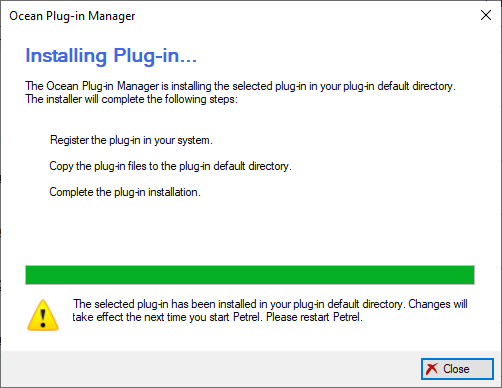 Ocean Plug-in Manager
Installing Plug-in...
The Ocean Plug-in Manager is installing the selected plug-in in your plug-in default directory.
The installer will complete the following steps:
Register the plug-in in your system.
Copy the plug-in files to the plug-in default directory.
Complete the plug-in installation.
The selected plug-in has been installed in your plug-in default directory. Changes will
take effect the next time you start Petrel. Please restart Petrel.
Close